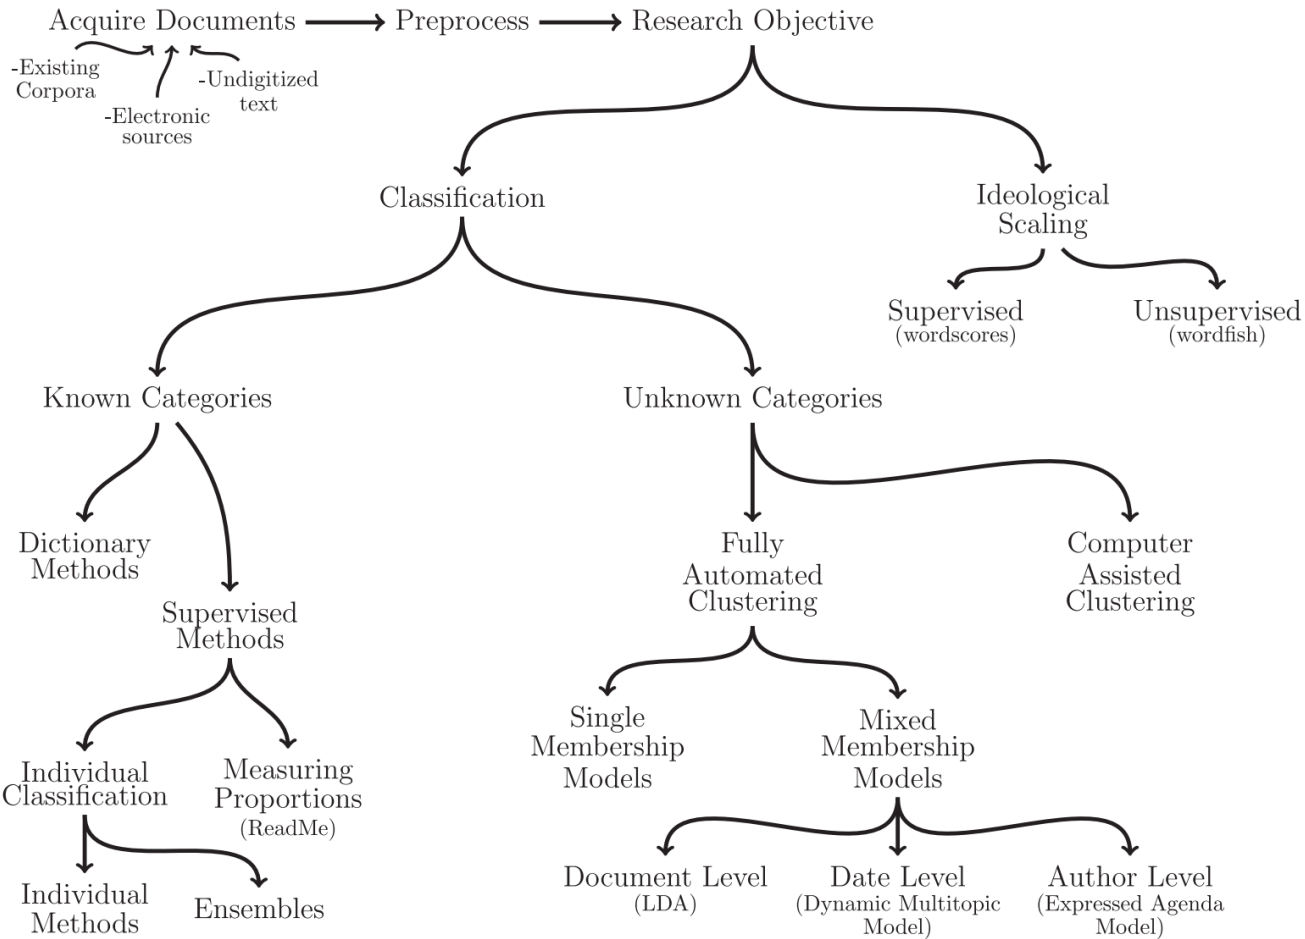 Acquire Documents
Preprocess
Research Objective
-Existing
Corpora
-Electronic
sources
-Undigitized
text
Classification
Ideological
Scaling
Supervised
(wordscores)
Unsupervised
(wordfish)
Known Categories
Unknown Categories
Dictionary
Methods
Supervised
Methods
Fully
Automated
Clustering
Computer
Assisted
Clustering
Individual
Classification
Measuring
Proportions
(ReadMe)
Single
Membership
Models
Mixed
Membership
Models
Individual
Methods
Ensembles
Document Level
(LDA)
Date Level
(Dynamic Multitopic
Model)
Author Level
(Expressed Agenda
Model)